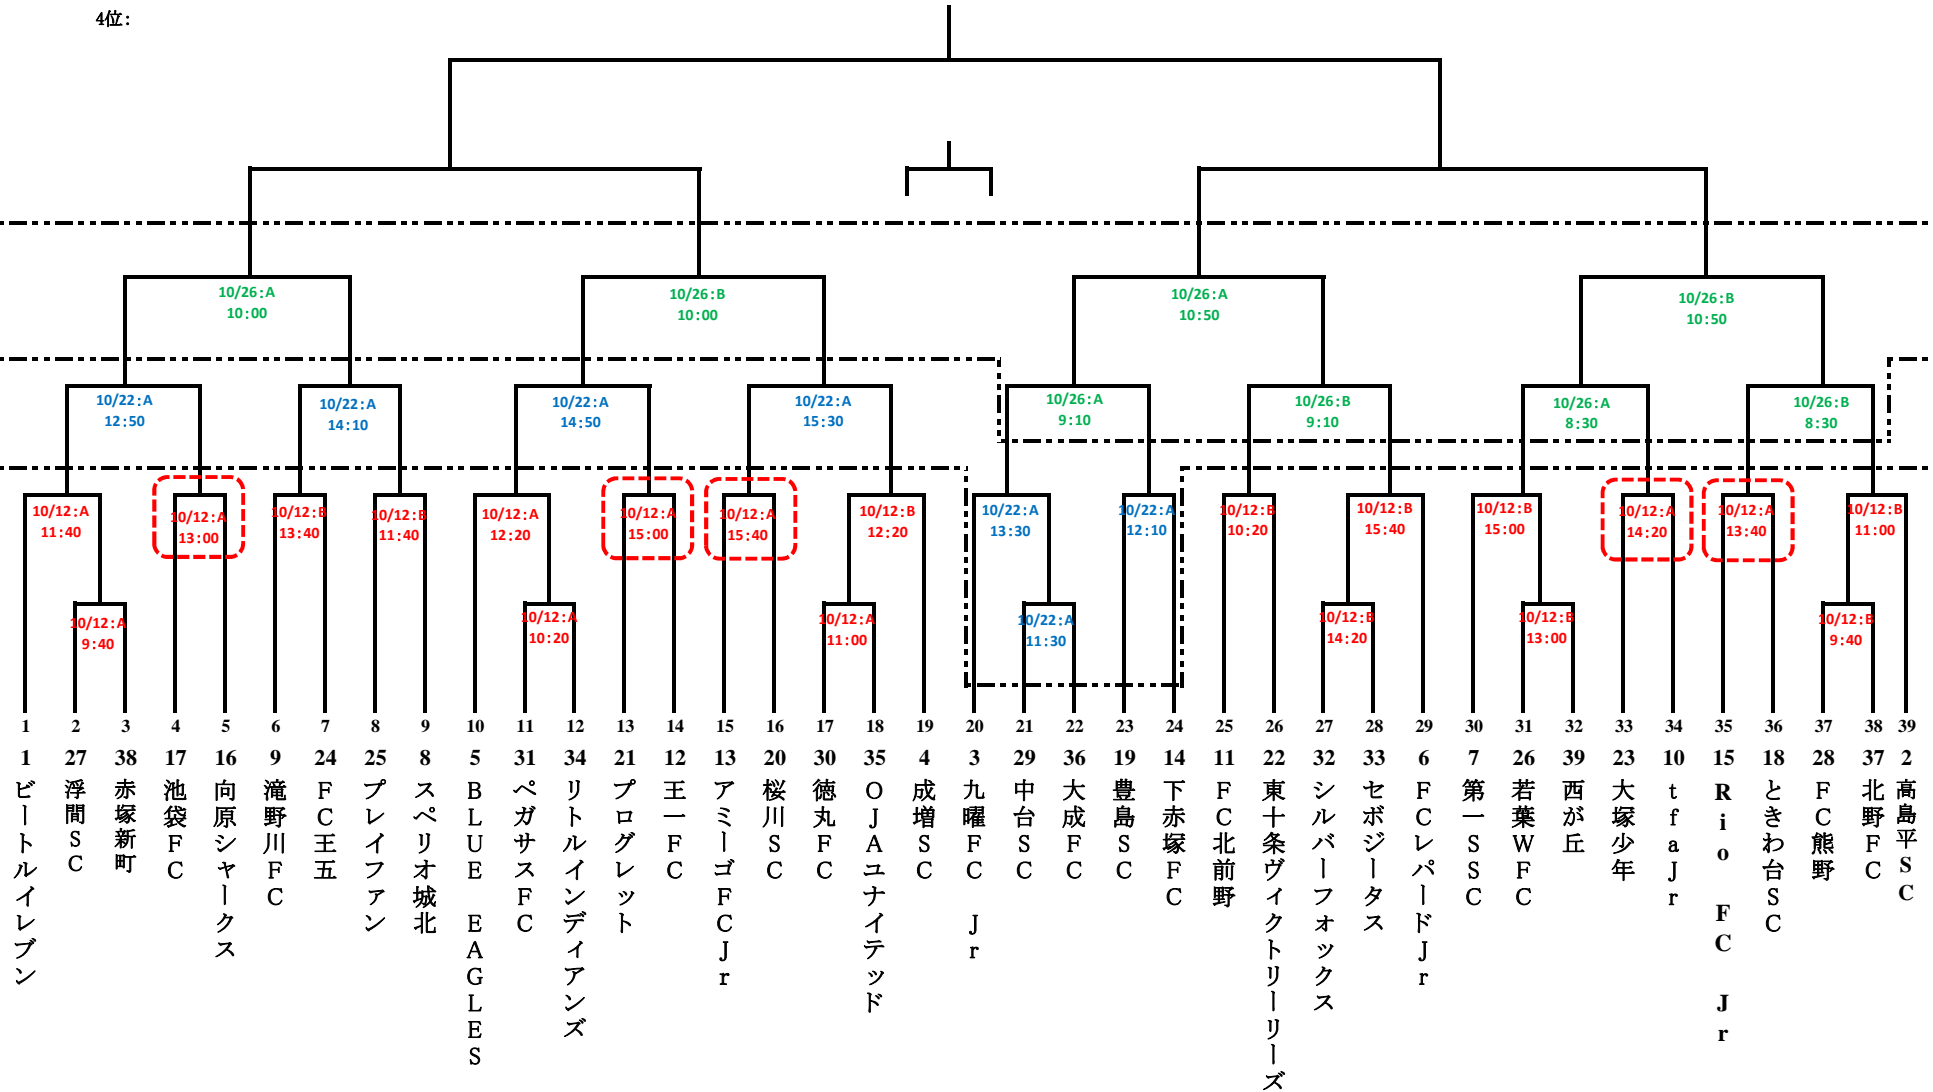 4位:
10/26:A
10:00
10/26:B
10:00
10/26:A
10:50
10/26:B
10:50
10/22:A
12:50
10/22:A
14:10
10/22:A
14:50
10/22:A
15:30
10/26:A
9:10
10/26:B
9:10
10/26:A
8:30
10/26:B
8:30
10/12:A
11:40
10/12:A
13:00
10/12:B
13:40
10/12:B
11:40
10/12:A
12:20
10/12:A
15:00
10/12:A
15:40
10/12:B
12:20
10/22:A
13:30
10/22:A
12:10
10/12:B
10:20
10/12:B
15:40
10/12:B
15:00
10/12:A
14:20
10/12:A
13:40
10/12:B
11:00
10/12:A
9:40
10/12:A
10:20
10/12:A
11:00
10/22:A
11:30
10/12:B
14:20
10/12:B
13:00
10/12:B
9:40
1 2 3 4 5 6 7 8 9 10 11 12 13 14 15 16 17 18 19 20 21 22 23 24 25 26 27 28 29 30 31 32 33 34 35 36 37 38 39
1 27 38 17 16 9 24 25 8 5 31 34 21 12 13 20 30 35 4 3 29 36 19 14 11 22 32 33 6 7 26 39 23 10 15 18 28 37 2
ビートルイレブン
浮間SC
赤塚新町
池袋FC
向原シャークス
滝野川FC
FC王五
プレイファン
スペリオ城北
BLUE EAGLES
ペガサスFC
リトルインディアンズ
プログレット
王一FC
アミーゴFCJr
桜川SC
徳丸FC
OJAユナイテッド
成増SC
九曜FC Jr
中台SC
大成FC
豊島SC
下赤塚FC
FC北前野
東十条ヴィクトリーリーズ
シルバーフォックス
セボジータス
FCレパードJr
第一SSC
若葉WFC
西が丘
大塚少年
tfaJr
Rio FC Jr
ときわ台SC
FC熊野
北野FC
高島平SC